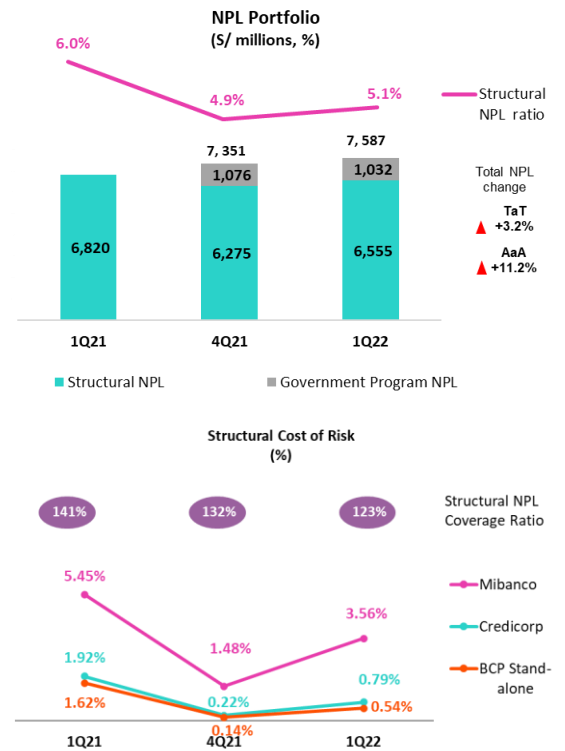 NPL Portfolio
(S/ millions, %)
6.0%
4.9%
5.1%
Structural
NPL ratio
7, 351
7, 587
1,076
1,032
6,820
6,275
6,555
Total NPL
change
TaT
+3.2%
AaA
+11.2%
1Q21
4Q21
1Q22
Structural NPL
Government Program NPL
Structural Cost of Risk
(%)
141%
132%
123%
Structural NPL
Coverage Ratio
5.45%
1.48%
3.56%
1.92%
0.22%
0.79%
1.62%
0.14%
0.54%
Mibanco
Credicorp
BCP Stand-
alone
1Q21
4Q21
1Q22